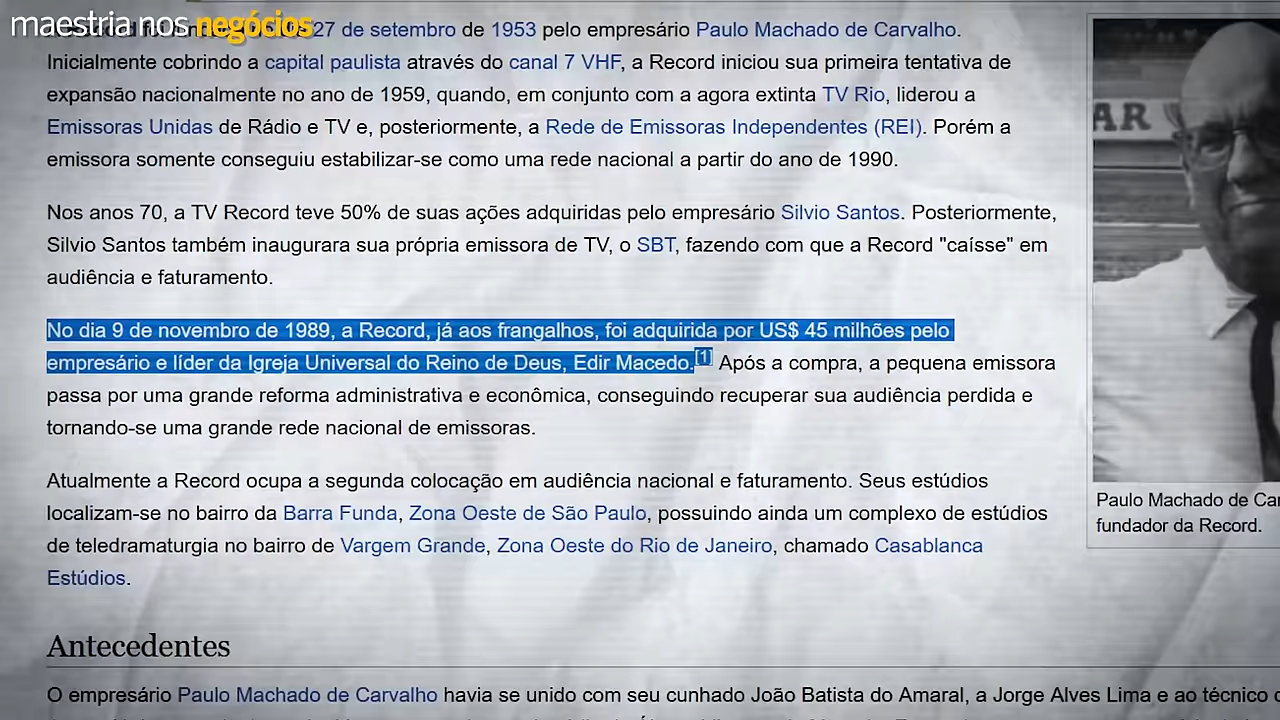 maestria nos negócios
27 de setembro de 1953 pelo empresário Paulo Machado de Carvalho.
Inicialmente cobrindo a capital paulista através do canal 7 VHF, a Record iniciou sua primeira tentativa de
expansão nacionalmente no ano de 1959, quando, em conjunto com a agora extinta TV Rio, liderou a
Emissoras Unidas de Rádio e TV e, posteriormente, a Rede de Emissoras Independentes (REI). Porém a
emissora somente conseguiu estabilizar-se como uma rede nacional a partir do ano de 1990.
Nos anos 70, a TV Record teve 50% de suas ações adquiridas pelo empresário Silvio Santos. Posteriormente,
Silvio Santos também inaugurara sua própria emissora de TV, o SBT, fazendo com que a Record "caísse" em
audiência e faturamento.
No dia 9 de novembro de 1989, a Record, já aos frangalhos, foi adquirida por US$ 45 milhões pelo
empresário e líder da Igreja Universal do Reino de Deus, Edir Macedo.[1] Após a compra, a pequena emissora
passa por uma grande reforma administrativa e econômica, conseguindo recuperar sua audiência perdida e
tornando-se uma grande rede nacional de emissoras.
Atualmente a Record ocupa a segunda colocação em audiência nacional e faturamento. Seus estúdios
localizam-se no bairro da Barra Funda, Zona Oeste de São Paulo, possuindo ainda um complexo de estúdios
de teledramaturgia no bairro de Vargem Grande, Zona Oeste do Rio de Janeiro, chamado Casablanca
Estúdios.
Antecedentes
O empresário Paulo Machado de Carvalho havia se unido com seu cunhado João Batista do Amaral, a Jorge Alves Lima e ao técnico
AR
Paulo Machado de Ca
fundador da Record.